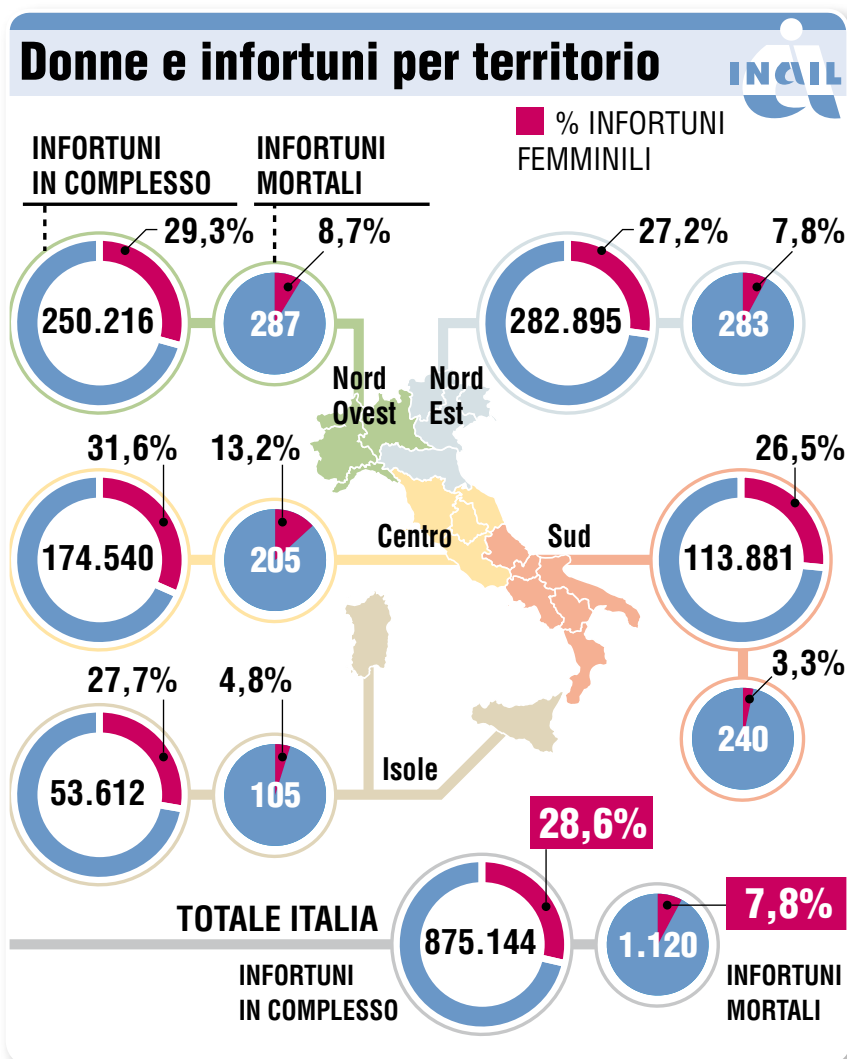 Donne e infortuni per territorio
INAIL
% INFORTUNI
FEMMINILI
INFORTUNI
IN COMPLESSO
INFORTUNI
MORTALI
29,3%
8,7%
250.216
287
27,2%
7,8%
282.895
283
Nord
Ovest
Nord
Est
31,6%
13,2%
174.540
205
Centro
Sud
26,5%
113.881
3,3%
240
27,7%
4,8%
53.612
105
Isole
28,6%
7,8%
TOTALE ITALIA
875.144
1.120
INFORTUNI
IN COMPLESSO
INFORTUNI
MORTALI